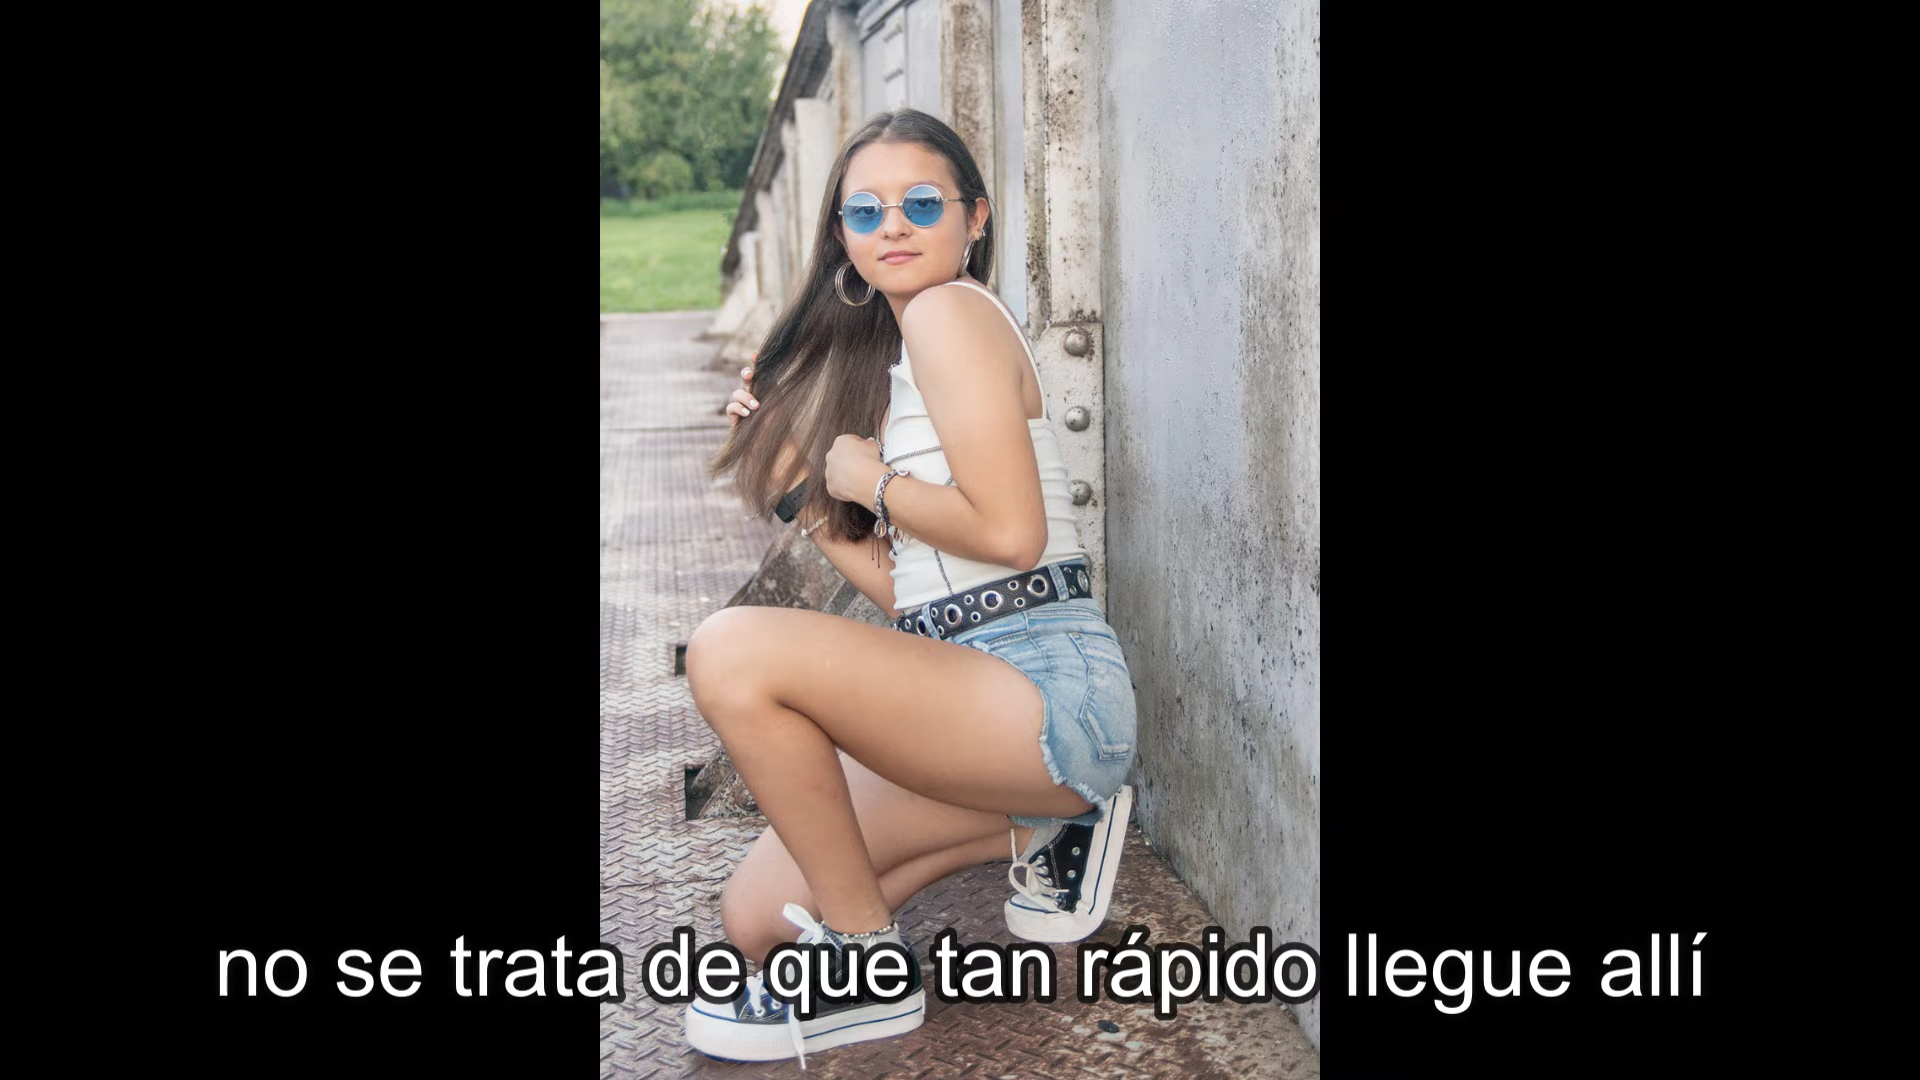 no se trata de que tan rápido llegue allí